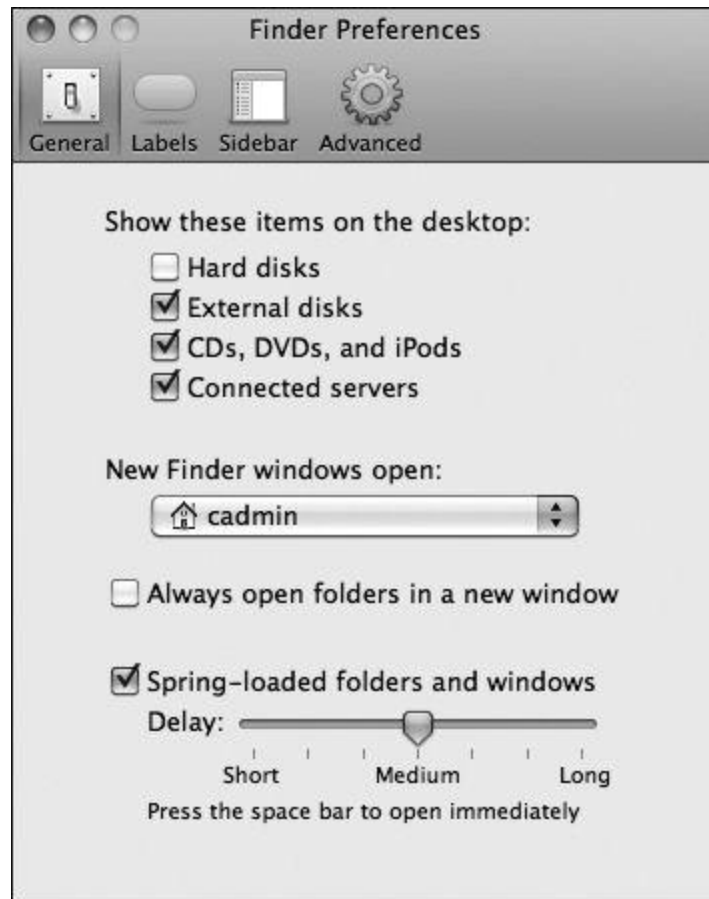 Finder Preferences
General Labels Sidebar Advanced
Show these items on the desktop:
Hard disks
External disks
CDs, DVDs, and iPods
Connected servers
New Finder windows open:
cadmin
Always open folders in a new window
Spring-loaded folders and windows
Delay:
Short Medium Long
Press the space bar to open immediately